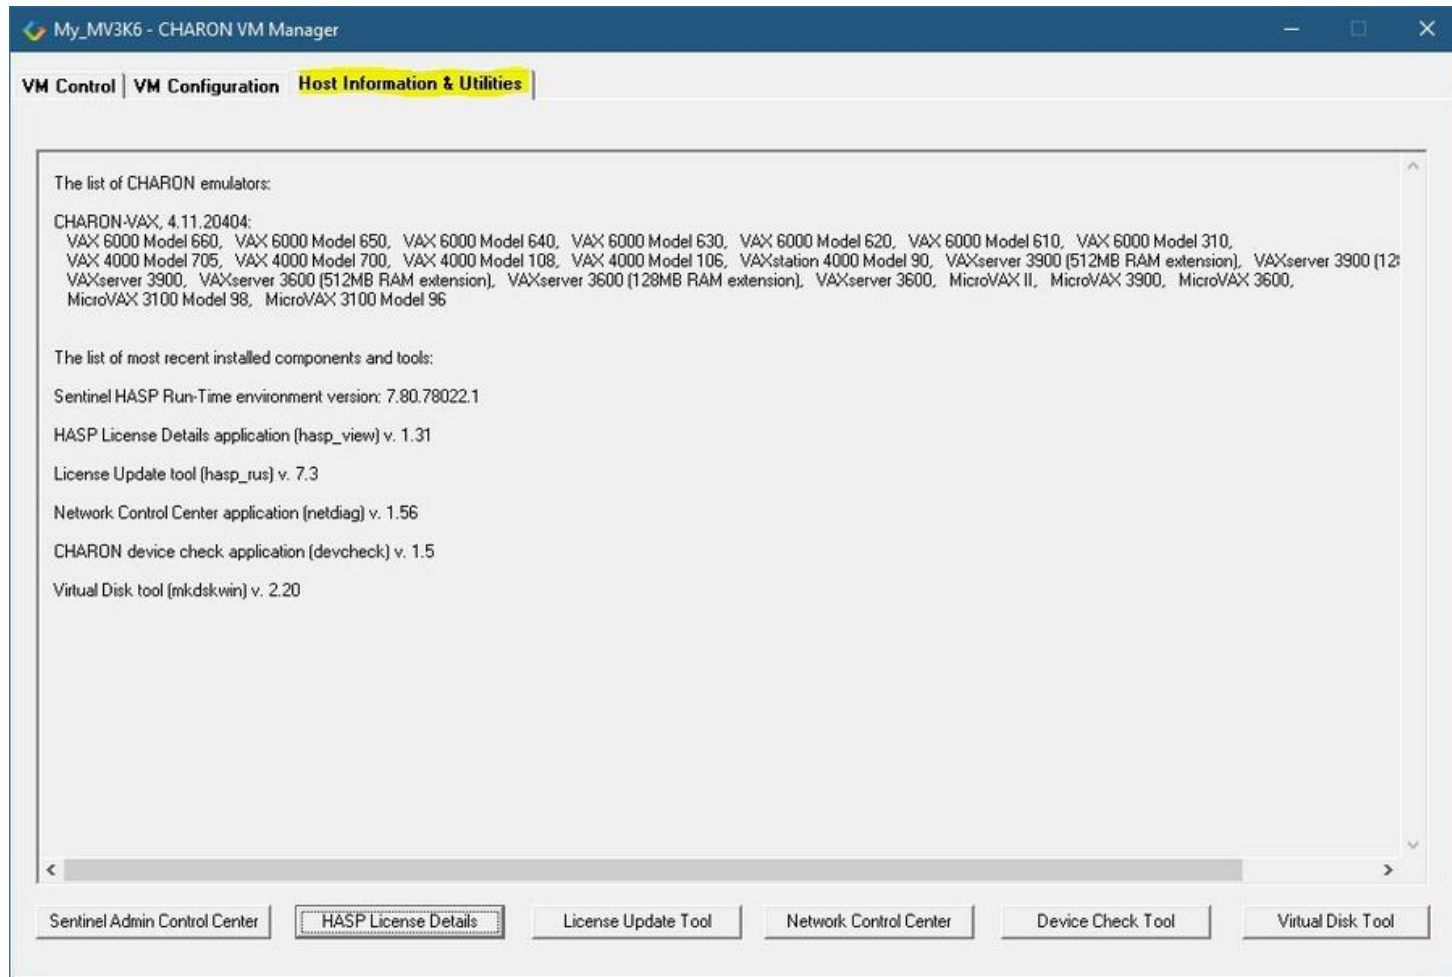 My_MV3K6 - CHARON VM Manager
VM Control | VM Configuration Host Information & Utilities
The list of CHARON emulators:
CHARON-VAX, 4.11.20404:
VAX 6000 Model 660, VAX 6000 Model 650, VAX 6000 Model 640, VAX 6000 Model 630, VAX 6000 Model 620, VAX 6000 Model 610, VAX 6000 Model 310,
VAX 4000 Model 705, VAX 4000 Model 700, VAX 4000 Model 108, VAX 4000 Model 106, VAXstation 4000 Model 90, VAXserver 3900 (512MB RAM extension), VAXserver 3900
VAXserver 3900, VAXserver 3600 (512MB RAM extension), VAXserver 3600 (128MB RAM extension), VAXserver 3600, MicroVAX II, MicroVAX 3900, MicroVAX 3600,
MicroVAX 3100 Model 98, MicroVAX 3100 Model 96
The list of most recent installed components and tools:
Sentinel HASP Run-Time environment version: 7.80.78022.1
HASP License Details application (hasp_view) v. 1.31
License Update tool (hasp_rus) v. 7.3
Network Control Center application (netdiag) v. 1.56
CHARON device check application (devcheck) v. 1.5
Virtual Disk tool (mkdskwin) v. 2.20
Sentinel Admin Control Center HASP License Details License Update Tool Network Control Center Device Check Tool Virtual Disk Tool